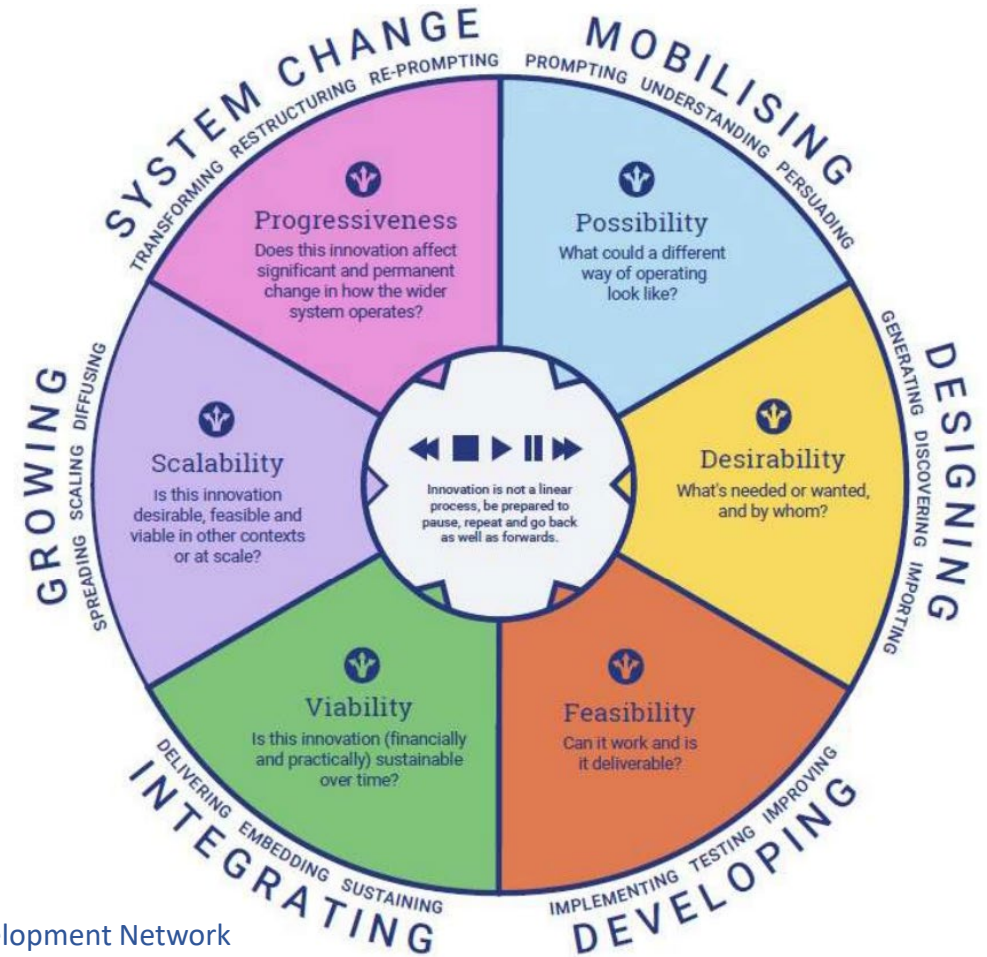 SYSTEM CHANGE
TRANSFORMING RESTRUCTURING RE-PROMPTING
MOBILISING
PROMPTING UNDERSTANDING PERSUADING
DESIGNING
GENERATING DISCOVERING IMPORTING
DEVELOPING
IMPLEMENTING TESTING IMPROVING
INTEGRATING
DELIVERING EMBEDDING SUSTAINING
GROWING
SPREADING SCALING DIFFUSING
Progressiveness
Does this innovation affect
significant and permanent
change in how the wider
system operates?
Possibility
What could a different
way of operating
look like?
Desirability
What's needed or wanted,
and by whom?
Feasibility
Can it work and is
it deliverable?
Viability
Is this innovation (financially
and practically) sustainable
over time?
Scalability
Is this innovation
desirable, feasible and
viable in other contexts
or at scale?
Innovation is not a linear
process, be prepared to
pause, repeat and go back
as well as forwards.
lopment Network